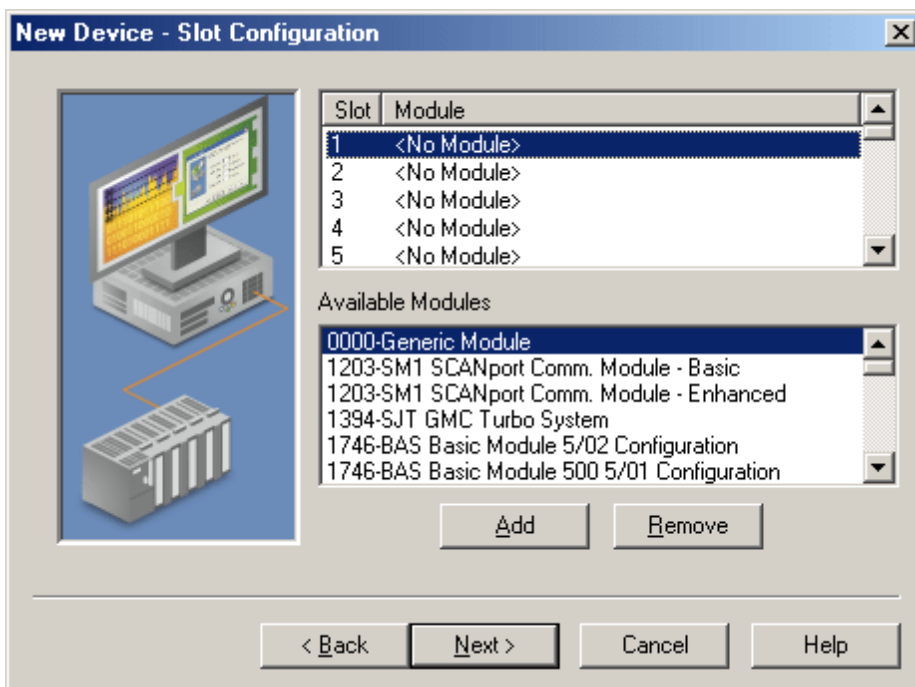 New Device - Slot Configuration
Slot Module
1 <No Module>
2 <No Module>
3 <No Module>
4 <No Module>
5 <No Module>
Available Modules
0000-Generic Module
1203-SM1 SCANport Comm. Module - Basic
1203-SM1 SCANport Comm. Module - Enhanced
1394-SJT GMC Turbo System
1746-BAS Basic Module 5/02 Configuration
1746-BAS Basic Module 500 5/01 Configuration
Add Remove
< Back Next > Cancel Help